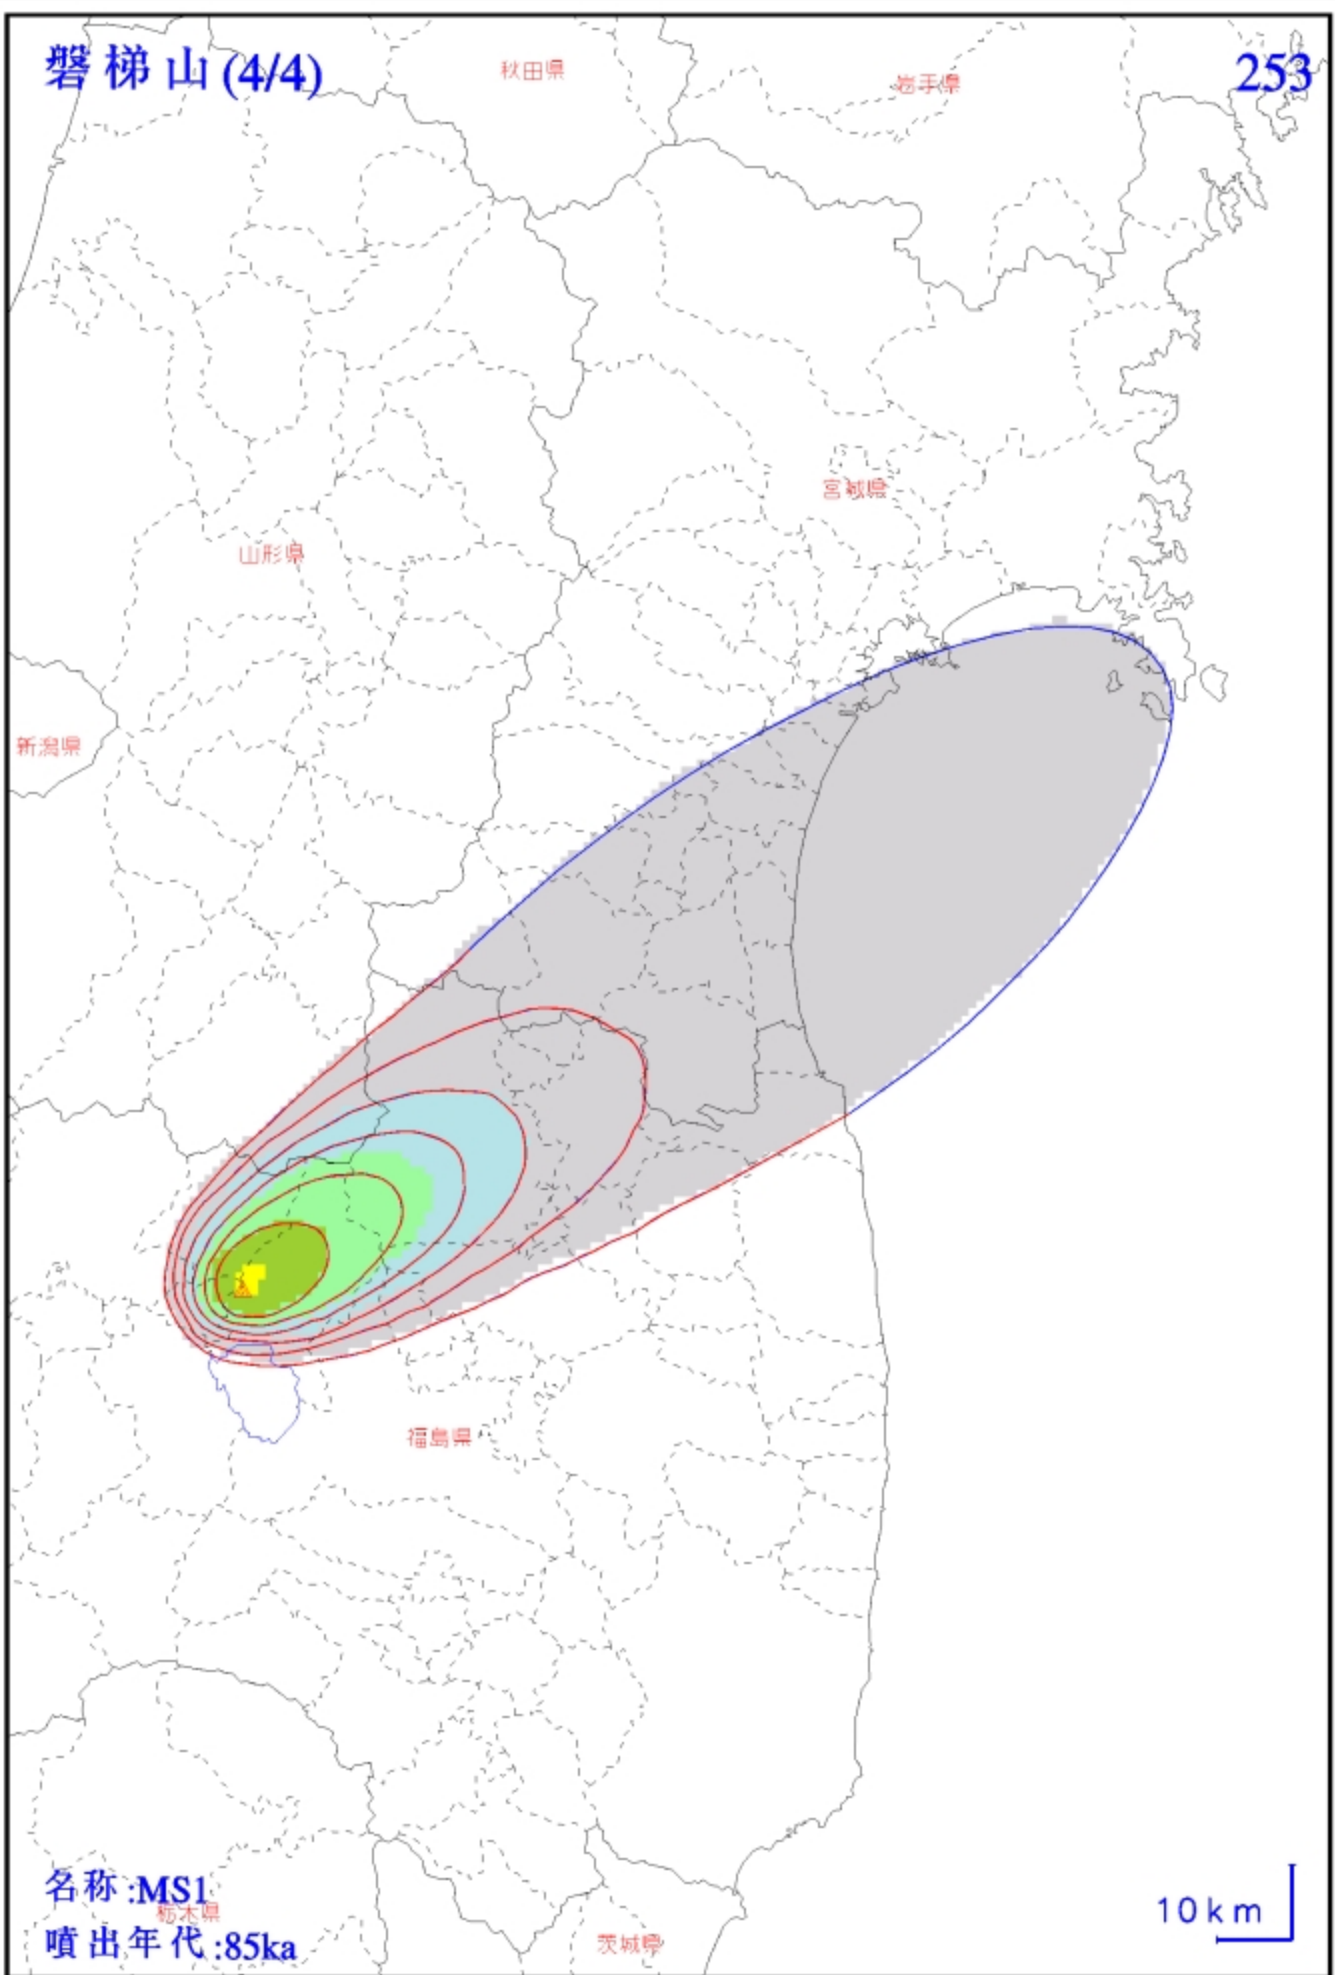 磐梯山(4/4)
253
秋田県
岩手県
宮城県
山形県
新潟県
福島県
名称:MS1
栃木県
噴出年代:85ka
茨城県
10km